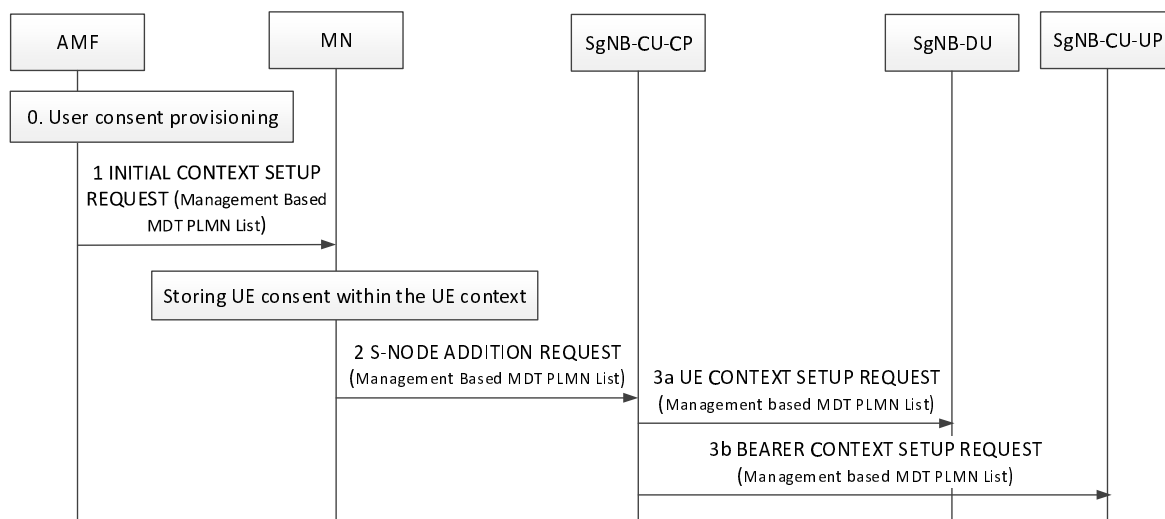 AMF
MN
SgNB-CU-CP
SgNB-DU
SgNB-CU-UP
0. User consent provisioning
1 INITIAL CONTEXT SETUP
REQUEST (Management Based
MDT PLMN List)
Storing UE consent within the UE context
2 S-NODE ADDITION REQUEST
(Management Based MDT PLMN List)
3a UE CONTEXT SETUP REQUEST
(Management based MDT PLMN List)
3b BEARER CONTEXT SETUP REQUEST
(Management based MDT PLMN List)